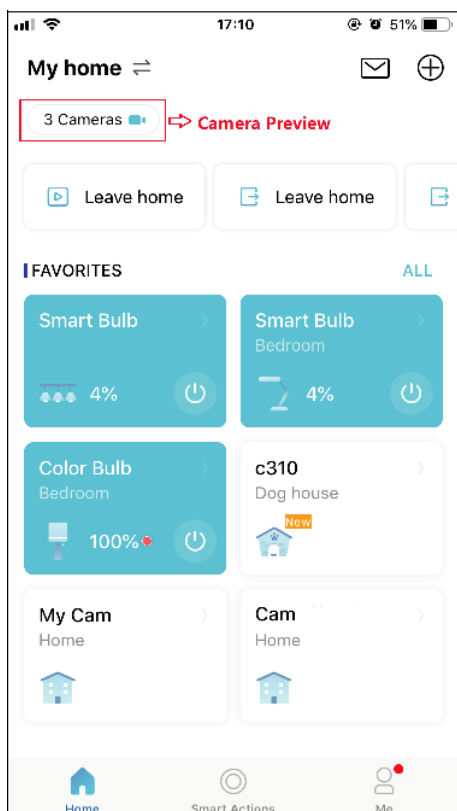 17:10
51%
My home
3 Cameras
Camera Preview
Leave home
Leave home
FAVORITES
ALL
Smart Bulb
4%
Smart Bulb
Bedroom
4%
Color Bulb
Bedroom
100%
c310
Dog house
New
My Cam
Home
Cam
Home
Home
Smart Actions
Me